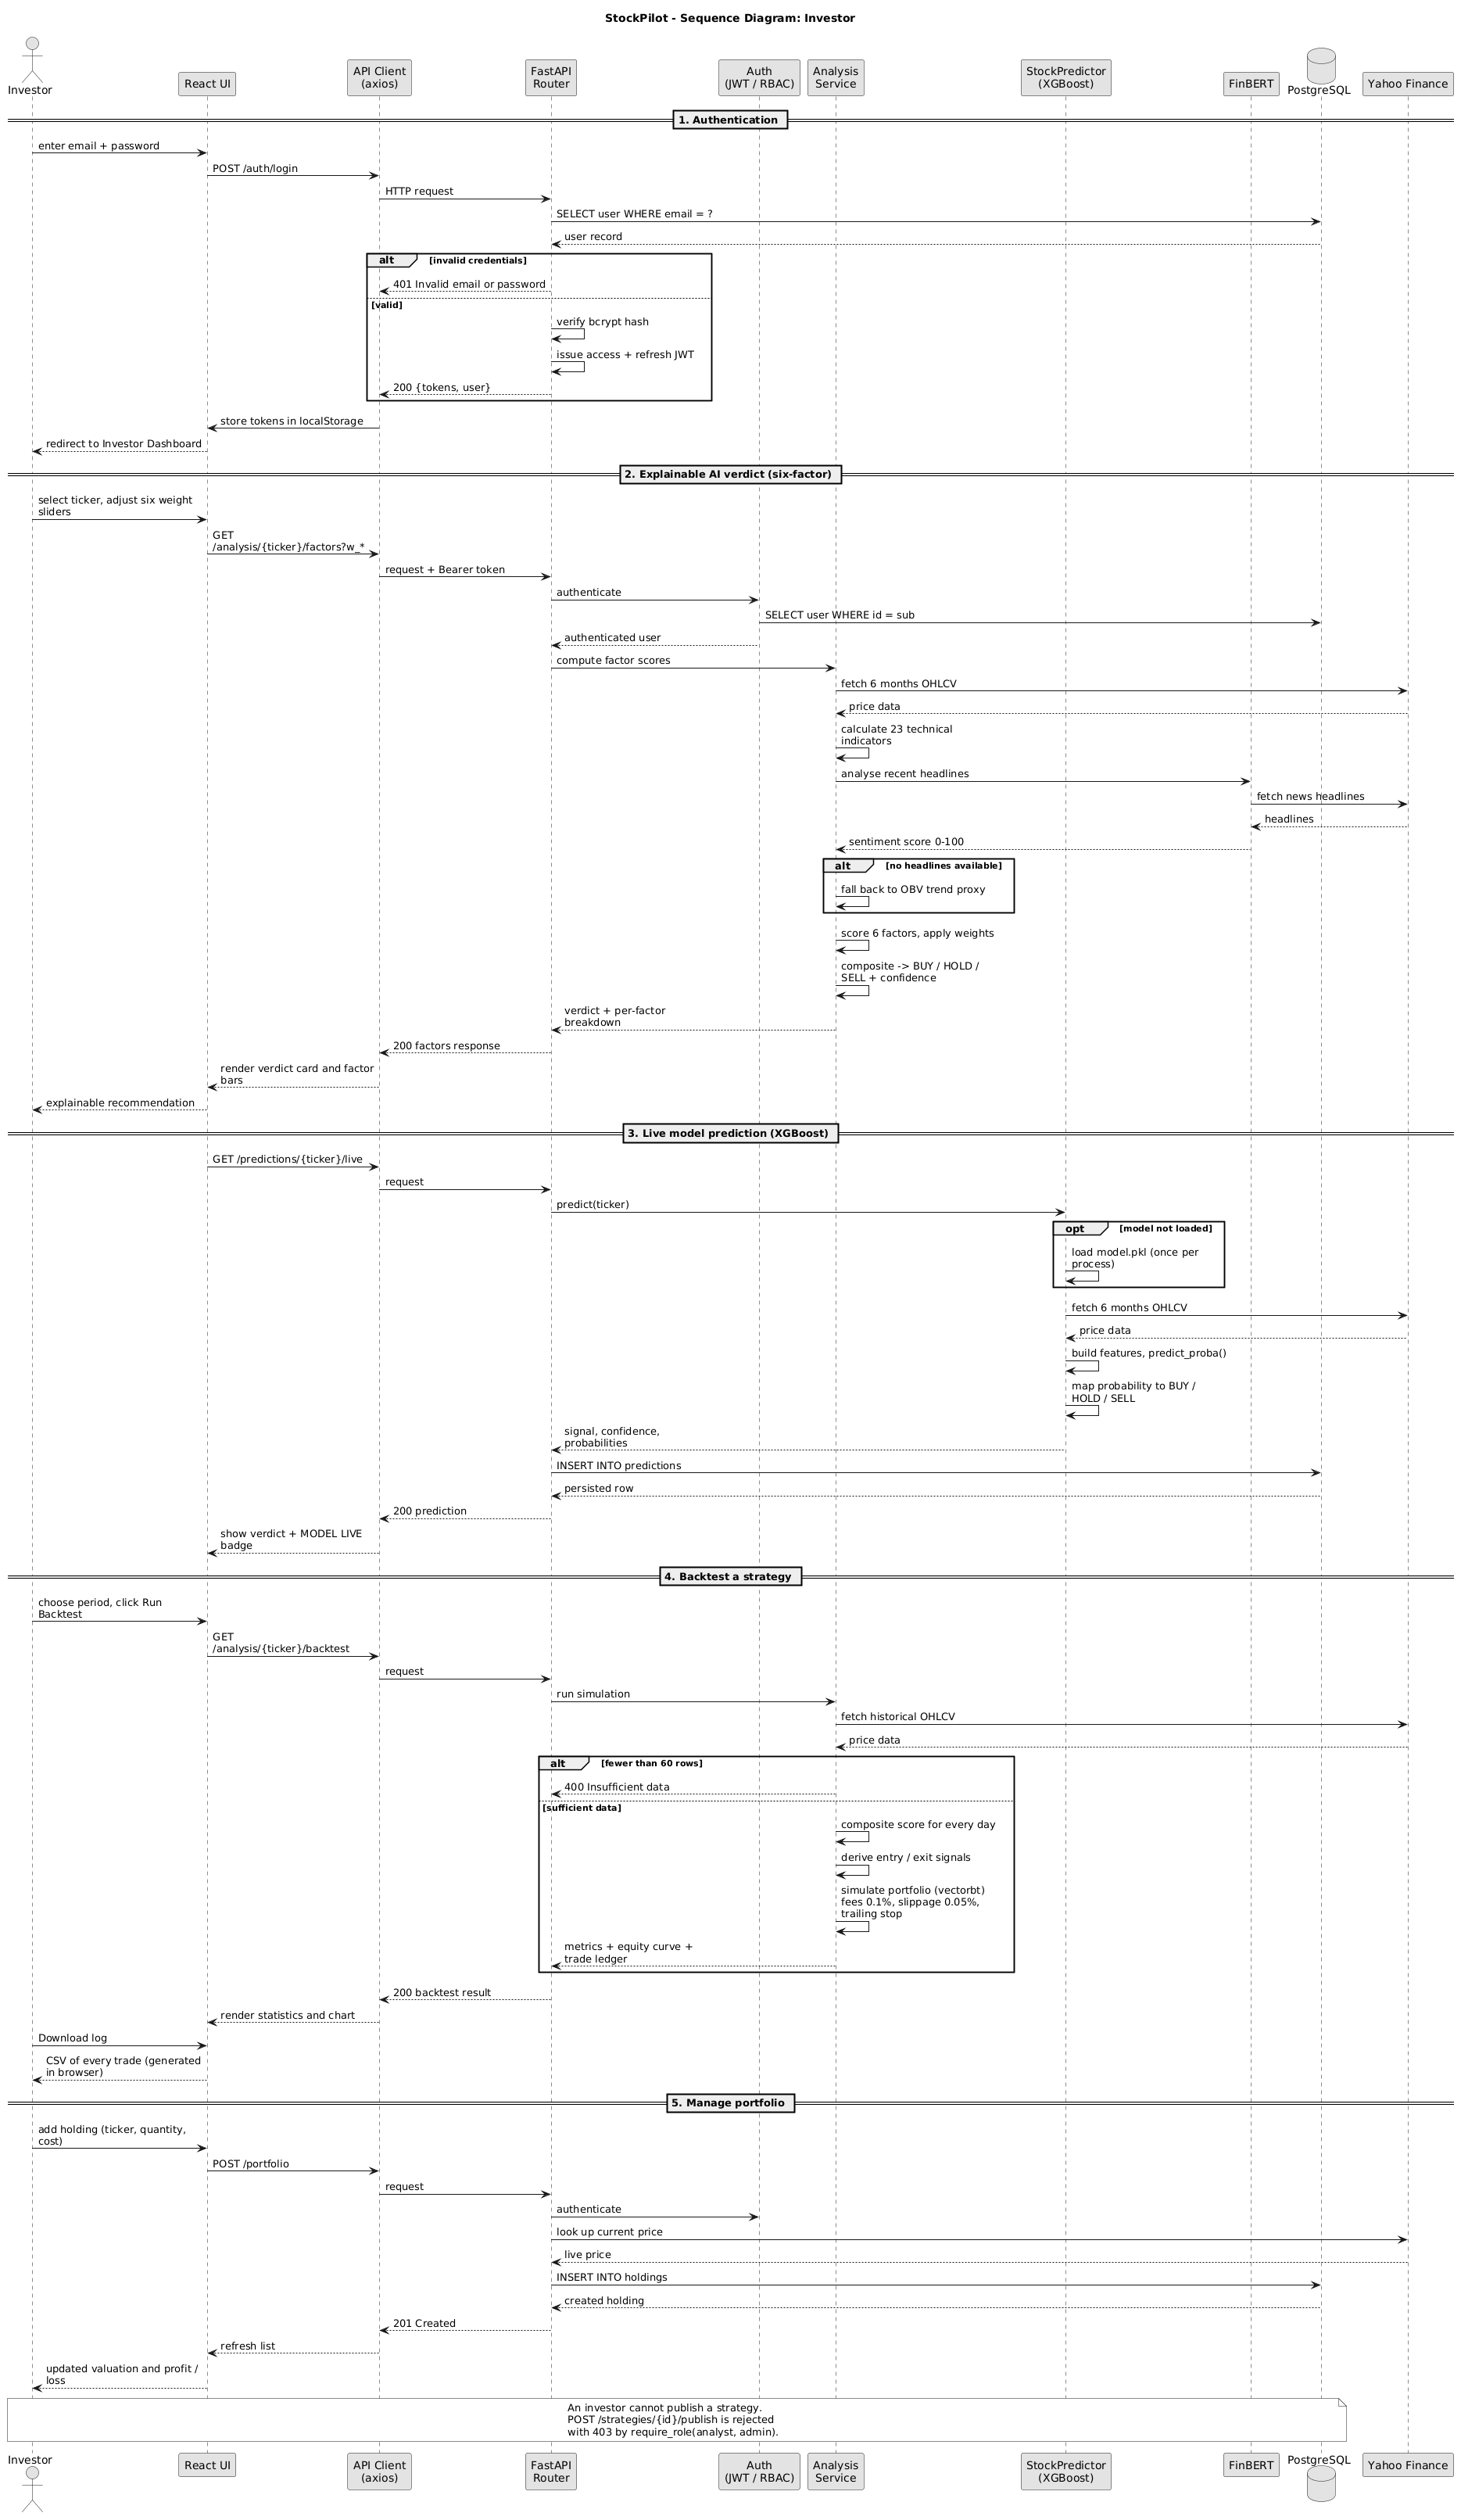 StockPilot - Sequence Diagram: Investor
Investor
React UI
API Client
(axios)
FastAPI
Router
Auth
(JWT / RBAC)
Analysis
Service
StockPredictor
(XGBoost)
FinBERT
PostgreSQL
Yahoo Finance
1. Authentication
enter email + password
POST /auth/login
HTTP request
SELECT user WHERE email = ?
user record
alt
[invalid credentials]
401 Invalid email or password
[valid]
verify bcrypt hash
issue access + refresh JWT
200 {tokens, user}
store tokens in localStorage
redirect to Investor Dashboard
2. Explainable AI verdict (six-factor)
select ticker, adjust six weight
sliders
GET
/analysis/{ticker}/factors?w_*
request + Bearer token
authenticate
SELECT user WHERE id = sub
authenticated user
compute factor scores
fetch 6 months OHLCV
price data
calculate 23 technical
indicators
analyse recent headlines
fetch news headlines
headlines
sentiment score 0-100
alt
[no headlines available]
fall back to OBV trend proxy
score 6 factors, apply weights
composite -> BUY / HOLD /
SELL + confidence
verdict + per-factor
breakdown
200 factors response
render verdict card and factor
bars
explainable recommendation
3. Live model prediction (XGBoost)
GET /predictions/{ticker}/live
request
predict(ticker)
opt
[model not loaded]
load model.pkl (once per
process)
fetch 6 months OHLCV
price data
build features, predict_proba()
map probability to BUY /
HOLD / SELL
signal, confidence,
probabilities
INSERT INTO predictions
persisted row
200 prediction
show verdict + MODEL LIVE
badge
4. Backtest a strategy
choose period, click Run
Backtest
GET
/analysis/{ticker}/backtest
request
run simulation
fetch historical OHLCV
price data
alt
[fewer than 60 rows]
400 Insufficient data
[sufficient data]
composite score for every day
derive entry / exit signals
simulate portfolio (vectorbt)
fees 0.1%, slippage 0.05%,
trailing stop
metrics + equity curve +
trade ledger
200 backtest result
render statistics and chart
Download log
CSV of every trade (generated
in browser)
5. Manage portfolio
add holding (ticker, quantity,
cost)
POST /portfolio
request
authenticate
look up current price
live price
INSERT INTO holdings
created holding
201 Created
refresh list
updated valuation and profit /
loss
An investor cannot publish a strategy.
POST /strategies/{id}/publish is rejected
with 403 by require_role(analyst, admin).
Investor
React UI
API Client
(axios)
FastAPI
Router
Auth
(JWT / RBAC)
Analysis
Service
StockPredictor
(XGBoost)
FinBERT
PostgreSQL
Yahoo Finance